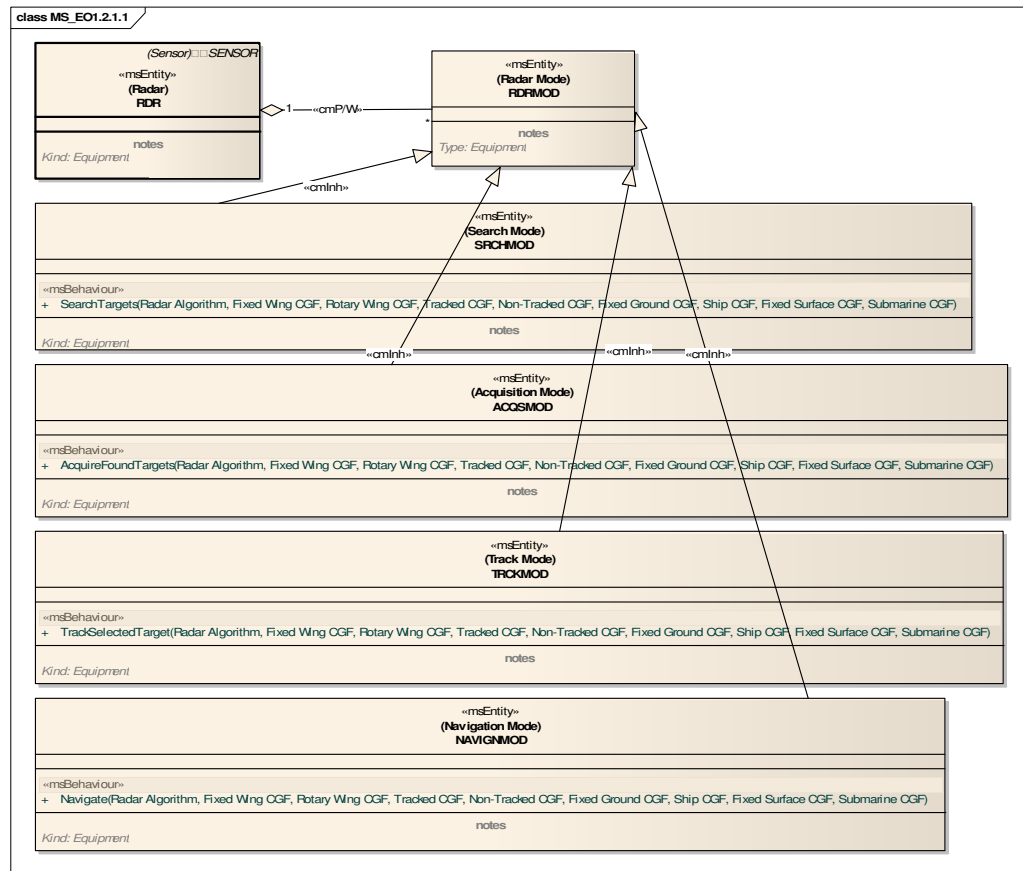 class MS_EO1.2.1.1
(Sensor)□□SENSOR
«msEntity»
(Radar)
RDR
notes
Kind: Equipment
1
«cmP/W»
*
«msEntity»
(Radar Mode)
RDRMOD
notes
Type: Equipment
«cmInh»
«msEntity»
(Search Mode)
SRCHMOD
«msBehaviour»
+ SearchTargets(Radar Algorithm, Fixed Wing CGF, Rotary Wing CGF, Tracked CGF, Non-Tracked CGF, Fixed Ground CGF, Ship CGF, Fixed Surface CGF, Submarine CGF)
notes
Kind: Equipment
«cmInh»
«cmInh»
«cmInh»
«msEntity»
(Acquisition Mode)
ACQSMOD
«msBehaviour»
+ AcquireFoundTargets(Radar Algorithm, Fixed Wing CGF, Rotary Wing CGF, Tracked CGF, Non-Tracked CGF, Fixed Ground CGF, Ship CGF, Fixed Surface CGF, Submarine CGF)
notes
Kind: Equipment
«msEntity»
(Track Mode)
TRCKMOD
«msBehaviour»
+ TrackSelectedTarget(Radar Algorithm, Fixed Wing CGF, Rotary Wing CGF, Tracked CGF, Non-Tracked CGF, Fixed Ground CGF, Ship CGF, Fixed Surface CGF, Submarine CGF)
notes
Kind: Equipment
«msEntity»
(Navigation Mode)
NAVIGNMOD
«msBehaviour»
+ Navigate(Radar Algorithm, Fixed Wing CGF, Rotary Wing CGF, Tracked CGF, Non-Tracked CGF, Fixed Ground CGF, Ship CGF, Fixed Surface CGF, Submarine CGF)
notes
Kind: Equipment